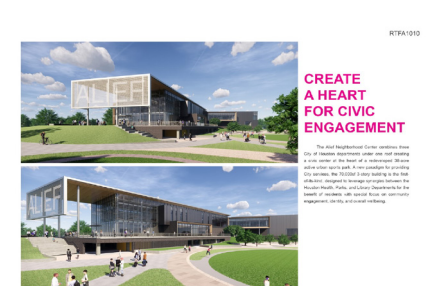 RTFA1010
ALIEF
CREATE
A HEART
FOR CIVIC
ENGAGEMENT
The Alief Neighborhood Center combines three
City of Houston departments under one roof creating
a civic center at the heart of a redeveloped 38-acre
active urban sports park. A new paradigm for providing
City services, the 70,000sf 3-story building is the first-
of-its-kind, designed to leverage synergies between the
Houston Health, Parks, and Library Departments for the
benefit of residents with special focus on community
engagement, identity, and overall wellbeing.